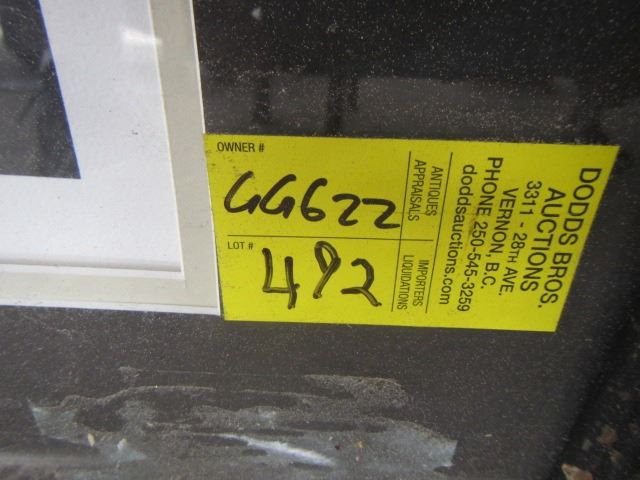 OWNER #
GG622
LOT #
492
ANTIQUES
APPRAISALS
IMPORTERS
LIQUIDATIONS
DODDS BROS.
AUCTIONS
3311 - 28TH AVE.
VERNON, B.C.
PHONE 250-545-3259
doddsauctions.com